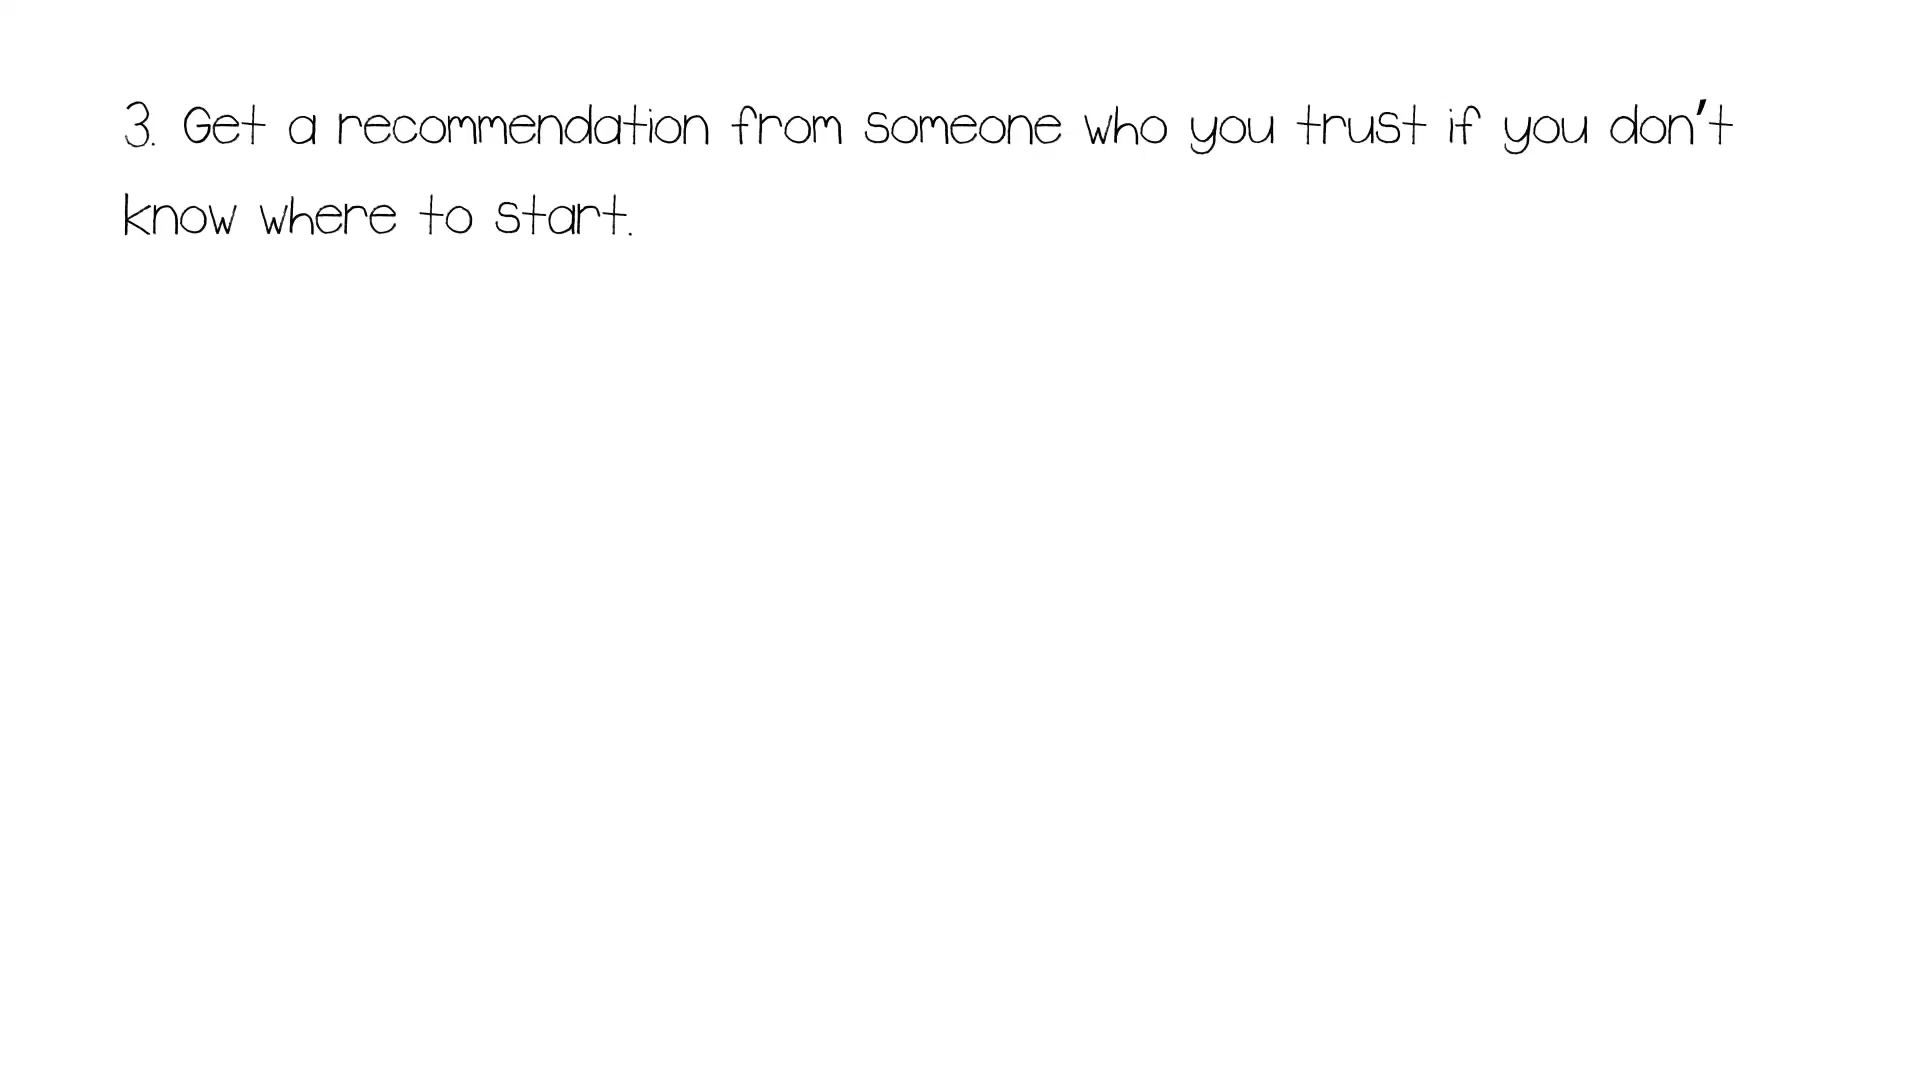 3. Get a recommendation from someone who you trust if you don't
know where to start.